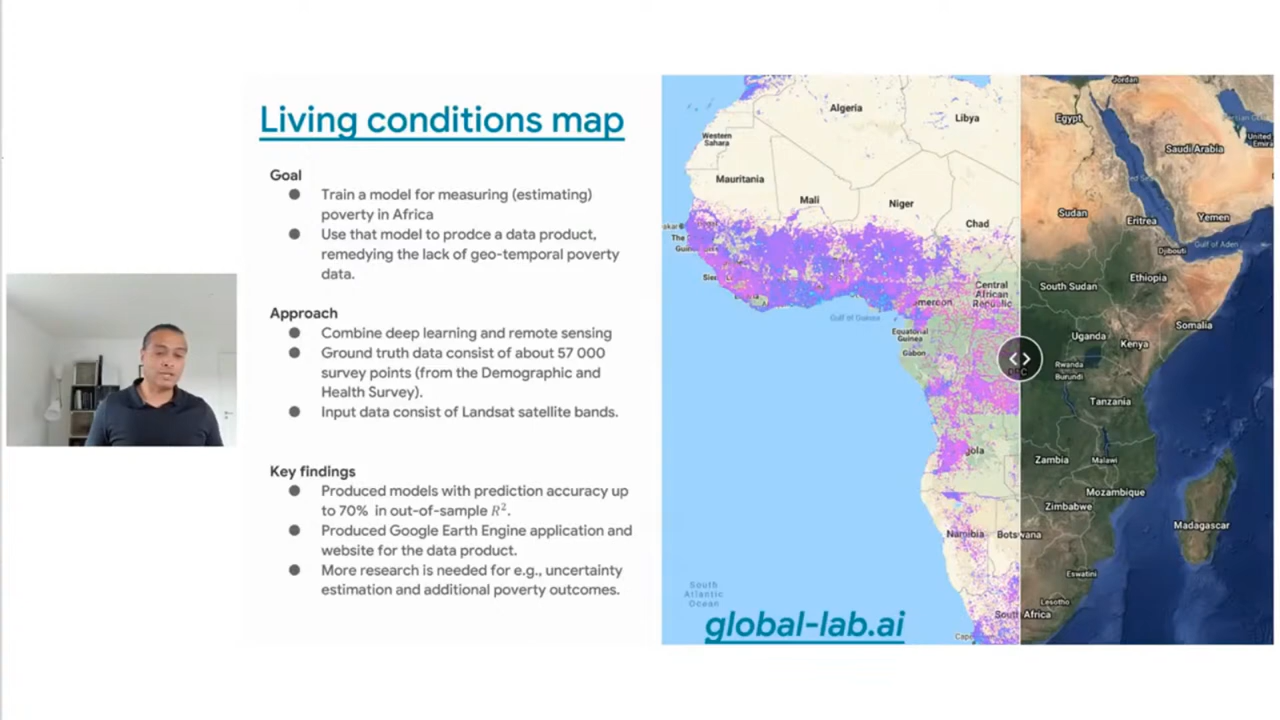 Living conditions map
Goal
● Train a model for measuring (estimating)
poverty in Africa
● Use that model to prodce a data product,
remedying the lack of geo-temporal poverty
data.
Approach
● Combine deep learning and remote sensing
● Ground truth data consist of about 57 000
survey points (from the Demographic and
Health Survey).
● Input data consist of Landsat satellite bands.
Key findings
● Produced models with prediction accuracy up
to 70% in out-of-sample R².
● Produced Google Earth Engine application and
website for the data product.
● More research is needed for e.g., uncertainty
estimation and additional poverty outcomes.
Algeria
Libya
Western
Sahara
Mauritania
Mali
Niger
Chad
The
Central
African
Republic
Gulf of Guinea
Equatorial
Guinea
Gabon
Namibia
Botswana
South Africa
South
Atlantic
Ocean
global-lab.ai
Jordan
Egypt
Saudi Arabia
United
Sudan
Eritrea
Yemen
Djibouti
Gulf of Aden
Ethiopia
South Sudan
Somalia
Uganda
Kenya
Rwanda
Burundi
Tanzania
Zambia
Malawi
Mozambique
Zimbabwe
Madagascar
Eswatini
Lesotho